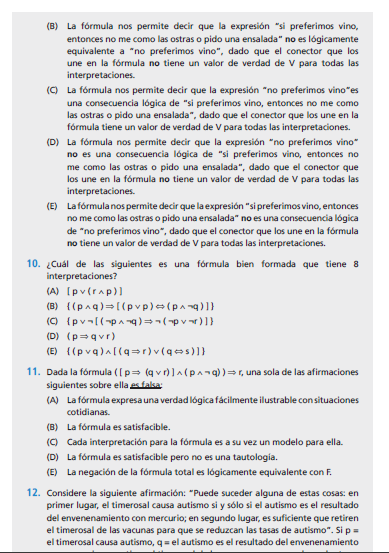 (B) La fórmula nos permite decir que la expresión “si preferimos vino,
entonces no me como las ostras o pido una ensalada” no es lógicamente
equivalente a “no preferimos vino”, dado que el conector que los
une en la fórmula no tiene un valor de verdad de V para todas las
interpretaciones.
(C) La fórmula nos permite decir que la expresión “no preferimos vino”es
una consecuencia lógica de “si preferimos vino, entonces no me como
las ostras o pido una ensalada”, dado que el conector que los une en la
fórmula tiene un valor de verdad de V para todas las interpretaciones.
(D) La fórmula nos permite decir que la expresión “no preferimos vino”
no es una consecuencia lógica de “si preferimos vino, entonces no
me como las ostras o pido una ensalada”, dado que el conector que
los une en la fórmula no tiene un valor de verdad de V para todas las
interpretaciones.
(E) La fórmula nos permite decir que la expresión “si preferimos vino, entonces
no me como las ostras o pido una ensalada” no es una consecuencia lógica
de “no preferimos vino”, dado que el conector que los une en la fórmula
no tiene un valor de verdad de V para todas las interpretaciones.
10. ¿Cuál de las siguientes es una fórmula bien formada que tiene 8
interpretaciones?
(A) [ p ∨ ( r ∧ p ) ]
(B) { ( p ∧ q ) ⇒ [ ( p ∨ p ) ⇔ ( p ∧ ¬q ) ] }
(C) { p ∨ ¬ [ ( ¬p ∧ ¬q ) ⇒ ¬ ( ¬p ∨ ¬r ) ] }
(D) ( p ⇒ q ∨ r )
(E) { ( p ∨ q ) ∧ [ ( q ⇒ r ) ∨ ( q ⇔ s ) ] }
11. Dada la fórmula ( [ p ⇒ (q ∨ r) ] ∧ ( p ∧ ¬ q) ) ⇒ r, una sola de las afirmaciones
siguientes sobre ella es falsa:
(A) La fórmula expresa una verdad lógica fácilmente ilustrable con situaciones
cotidianas.
(B) La fórmula es satisfacible.
(C) Cada interpretación para la fórmula es a su vez un modelo para ella.
(D) La fórmula es satisfacible pero no es una tautología.
(E) La negación de la fórmula total es lógicamente equivalente con F.
12. Considere la siguiente afirmación: “Puede suceder alguna de estas cosas: en
primer lugar, el timerosal causa autismo si y sólo si el autismo es el resultado
del envenenamiento con mercurio; en segundo lugar, es suficiente que retiren
el timerosal de las vacunas para que se reduzcan las tasas de autismo”. Si p =
el timerosal causa autismo, q = el autismo es el resultado del envenenamiento